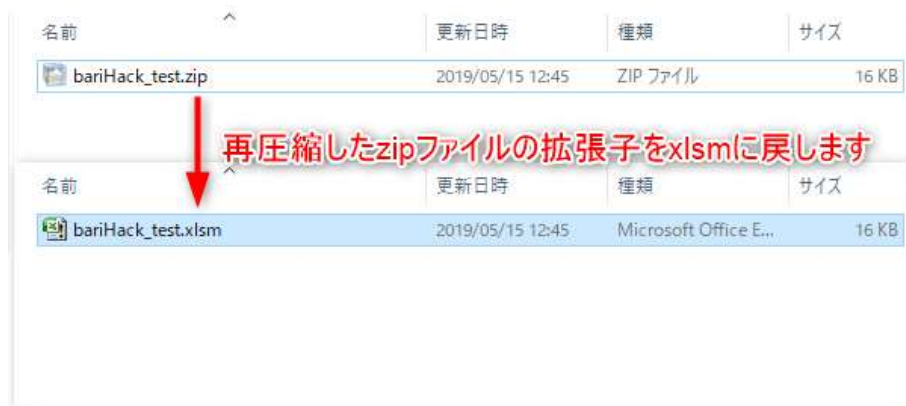 名前 更新日時 種類 サイズ
bariHack_test.zip 2019/05/15 12:45 ZIP ファイル 16 KB
再圧縮したzipファイルの拡張子をxlsmに戻します
名前 更新日時 種類 サイズ
bariHack_test.xlsm 2019/05/15 12:45 Microsoft Office E... 16 KB